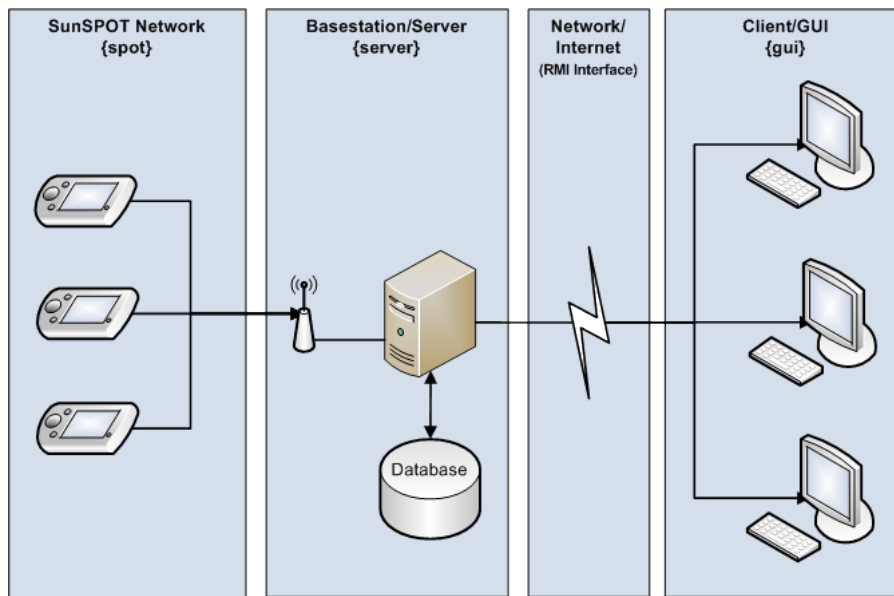 SunSPOT Network
{spot}
Basestation/Server
{server}
Network/
Internet
(RMI Interface)
Client/GUI
{gui}
Database